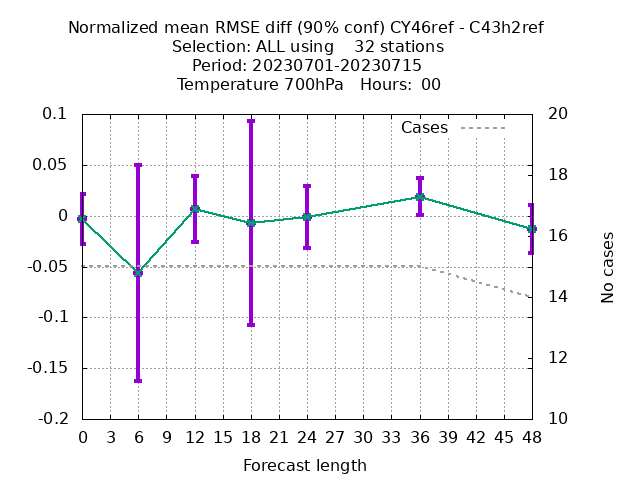 Normalized mean RMSE diff (90% conf) CY46ref - C43h2ref
Selection: ALL using    32 stations
Period: 20230701-20230715
Temperature 700hPa   Hours:  00
Cases
0.1
0.05
0
-0.05
-0.1
-0.15
-0.2
20
18
16
14
12
10
No cases
0 3 6 9 12 15 18 21 24 27 30 33 36 39 42 45 48
Forecast length